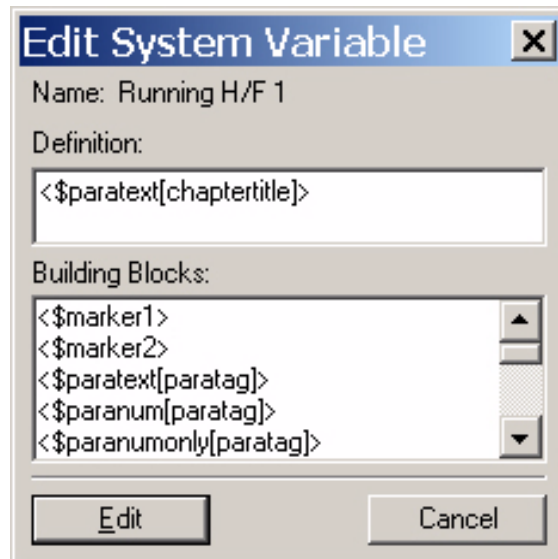 Edit System Variable
Name: Running H/F 1
Definition:
<$paratext[chaptertitle]>
Building Blocks:
<$marker1>
<$marker2>
<$paratext[paratag]>
<$paranum[paratag]>
<$paranumonly[paratag]>
Edit Cancel